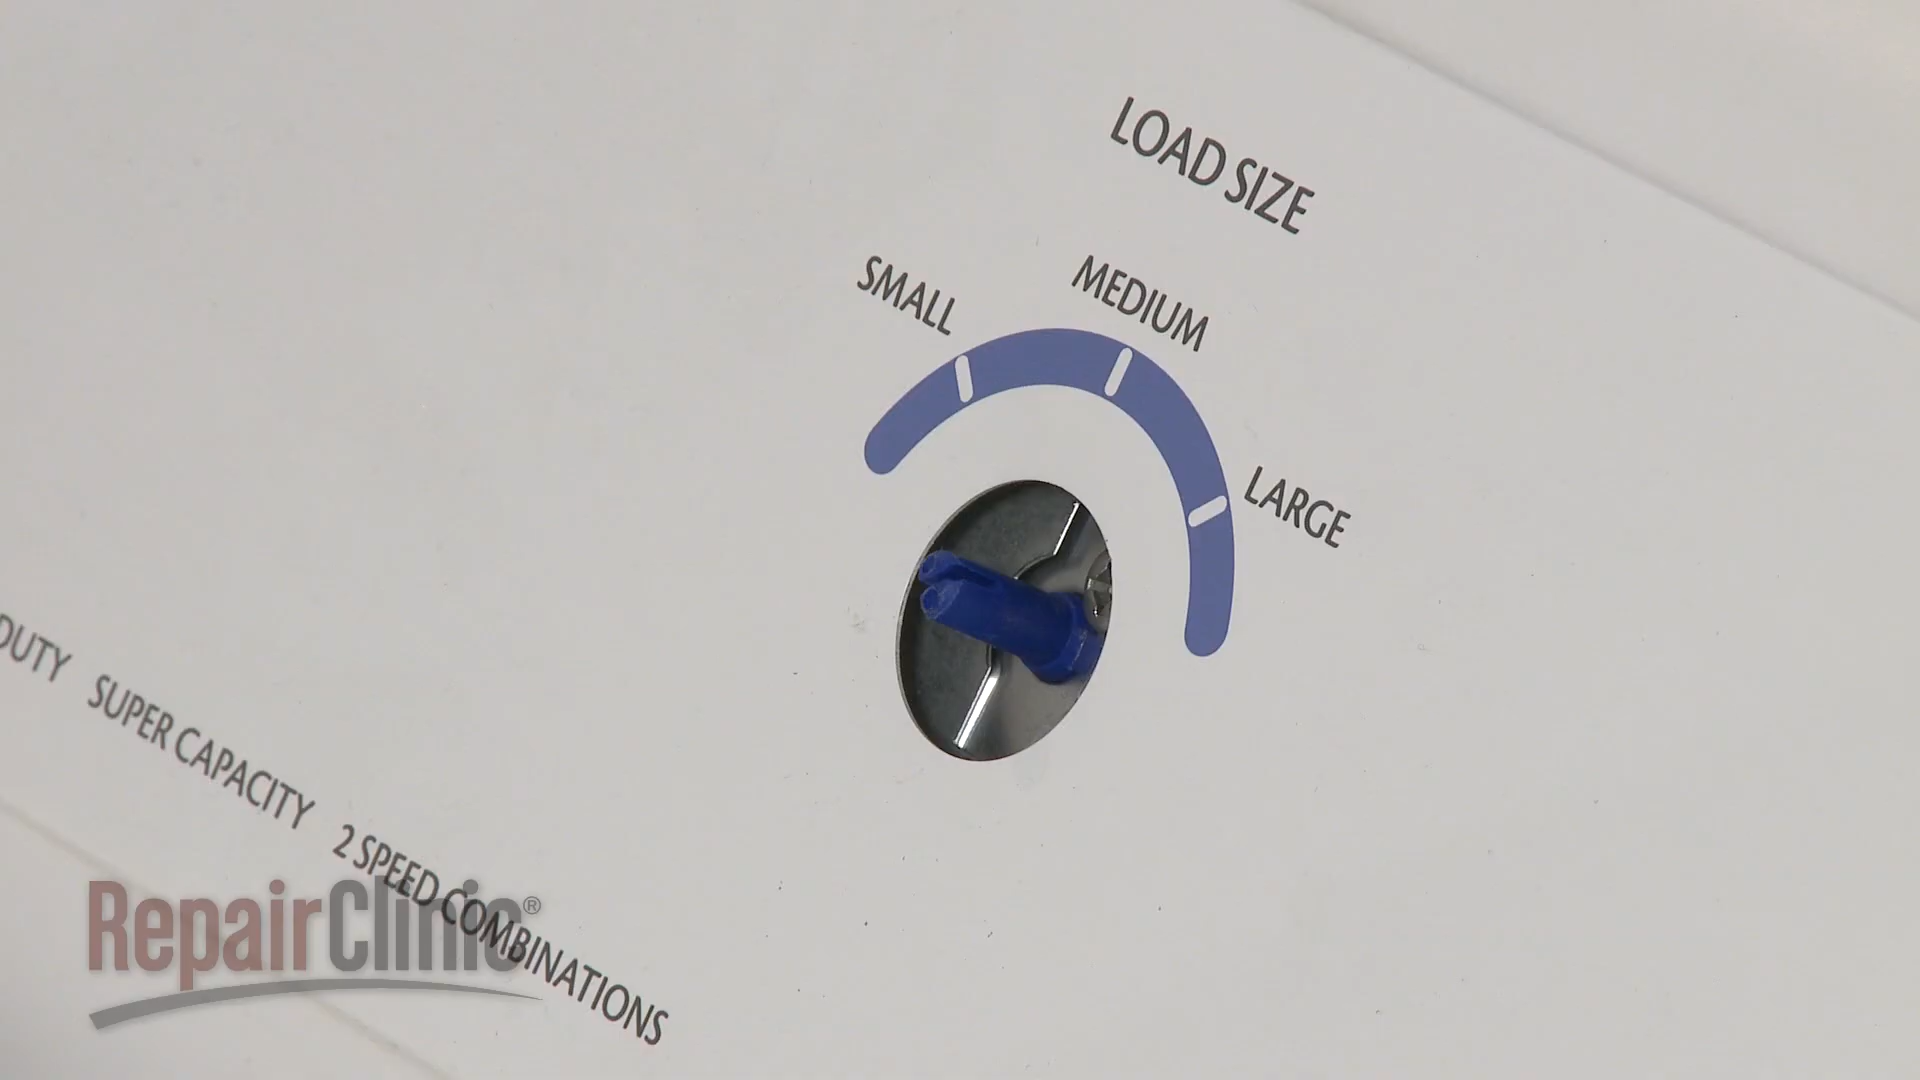 LOAD SIZE
SMALL
MEDIUM
LARGE
DUTY SUPER CAPACITY 2 SPEED COMBINATIONS
RepairClinic®